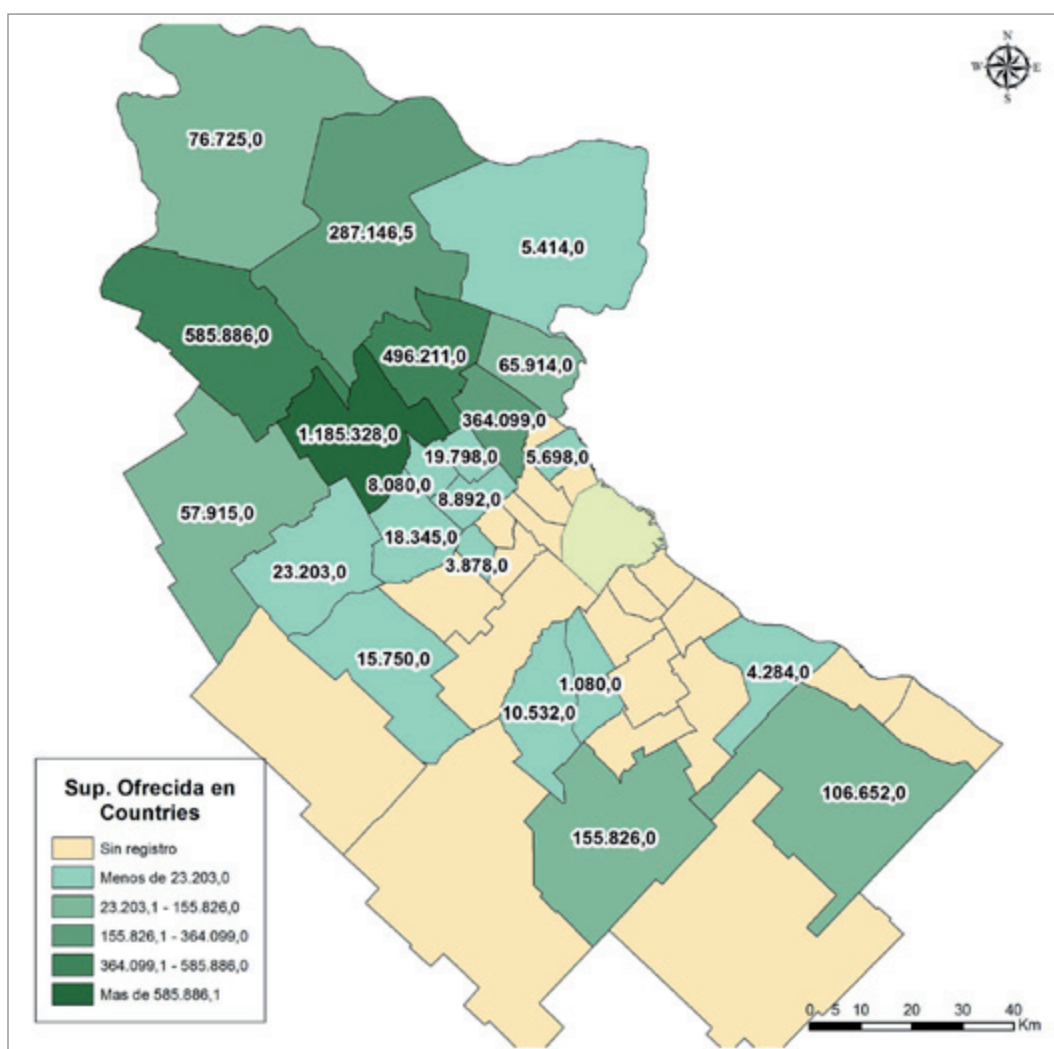 N
W E
S
76.725,0
287.146,5
5.414,0
585.886,0
496.211,0
65.914,0
364.099,0
1.185.328,0
19.798,0
5.698,0
8.080,0
8.892,0
57.915,0
18.345,0
3.878,0
23.203,0
15.750,0
1.080,0
4.284,0
10.532,0
106.652,0
155.826,0
Sup. Ofrecida en
Countries
Sin registro
Menos de 23.203,0
23.203,1 - 155.826,0
155.826,1 - 364.099,0
364.099,1 - 585.886,0
Mas de 585.886,1
0 5 10 20 30 40
Km